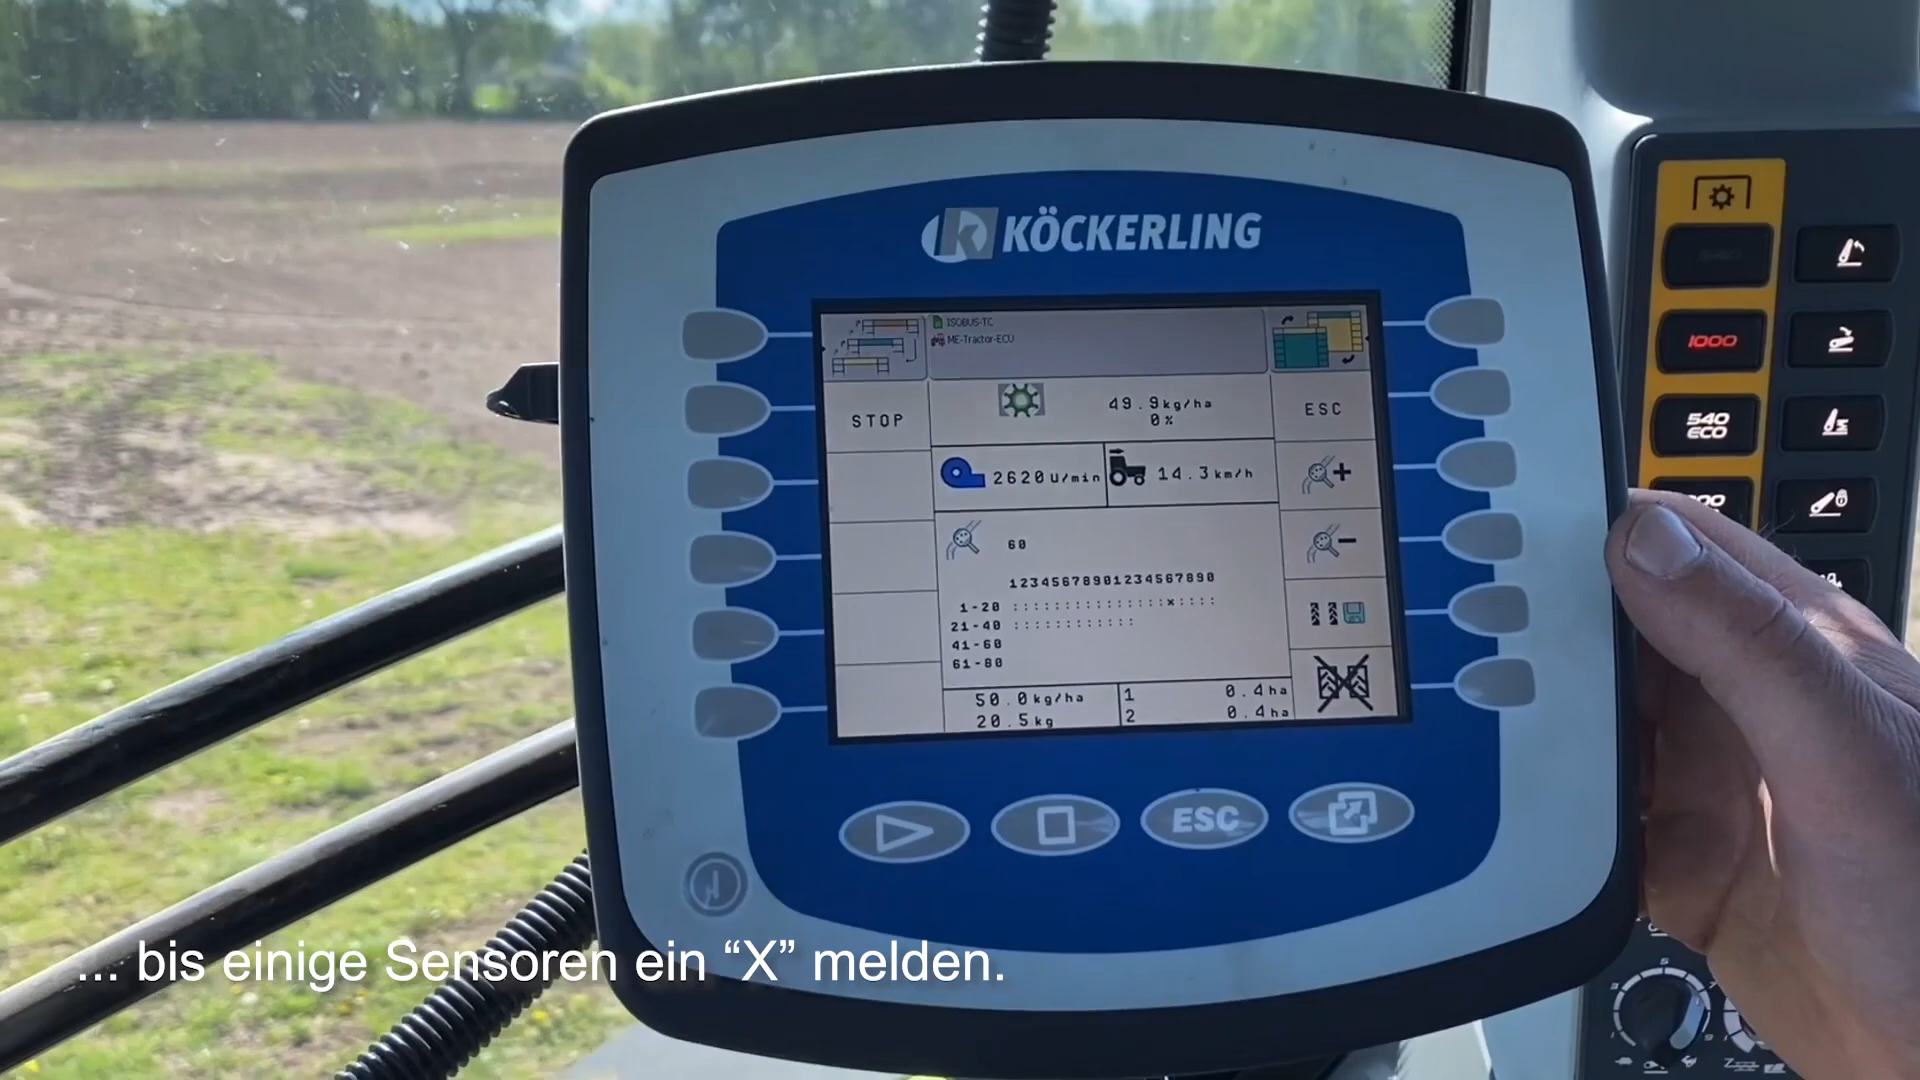 KÖCKERLING
ISOBUS-TC
ME-Tractor-ECU
STOP
49.9kg/ha
0%
ESC
2620U/min
14.3km/h
60
12345678901234567890
1-20 :::::::::::::::x::::
21-40 ::::::::::::
41-60
61-80
50.0kg/ha
20.5kg
1 0.4ha
2 0.4ha
ESC
1000
540
ECO
... bis einige Sensoren ein “X” melden.